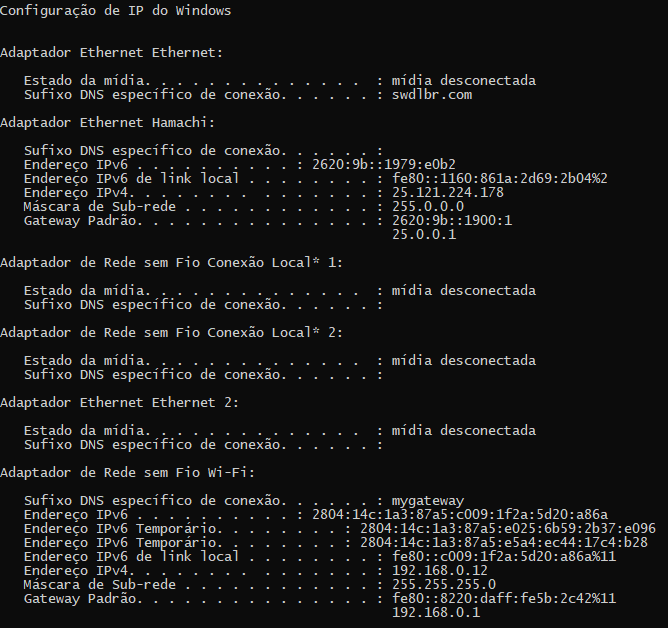 Configuração de IP do Windows
Adaptador Ethernet Ethernet:
Estado da mídia. . . . . . . . . . . . . .  : mídia desconectada
Sufixo DNS específico de conexão. . . . . . : swdlbr.com
Adaptador Ethernet Hamachi:
Sufixo DNS específico de conexão. . . . . . :
Endereço IPv6 . . . . . . . . . . : 2620:9b::1979:e0b2
Endereço IPv6 de link local . . . . . . . . : fe80::1160:861a:2d69:2b04%2
Endereço IPv4. . . . . . . .  . . . . . . . : 25.121.224.178
Máscara de Sub-rede . . . . . . . . . . . . : 255.0.0.0
Gateway Padrão. . . . . . . . . . . . . . . : 2620:9b::1900:1
25.0.0.1
Adaptador de Rede sem Fio Conexão Local* 1:
Estado da mídia. . . . . . . . . . . . . .  : mídia desconectada
Sufixo DNS específico de conexão. . . . . . :
Adaptador de Rede sem Fio Conexão Local* 2:
Estado da mídia. . . . . . . . . . . . . .  : mídia desconectada
Sufixo DNS específico de conexão. . . . . . :
Adaptador Ethernet Ethernet 2:
Estado da mídia. . . . . . . . . . . . . .  : mídia desconectada
Sufixo DNS específico de conexão. . . . . . :
Adaptador de Rede sem Fio Wi-Fi:
Sufixo DNS específico de conexão. . . . . . : mygateway
Endereço IPv6 . . . . . . . . . . : 2804:14c:1a3:87a5:c009:1f2a:5d20:a86a
Endereço IPv6 Temporário. . . . . . . . : 2804:14c:1a3:87a5:e025:6b59:2b37:e096
Endereço IPv6 Temporário. . . . . . . . : 2804:14c:1a3:87a5:e5a4:ec44:17c4:b28
Endereço IPv6 de link local . . . . . . . . : fe80::c009:1f2a:5d20:a86a%11
Endereço IPv4. . . . . . . .  . . . . . . . : 192.168.0.12
Máscara de Sub-rede . . . . . . . . . . . . : 255.255.255.0
Gateway Padrão. . . . . . . . . . . . . . . : fe80::8220:daff:fe5b:2c42%11
192.168.0.1